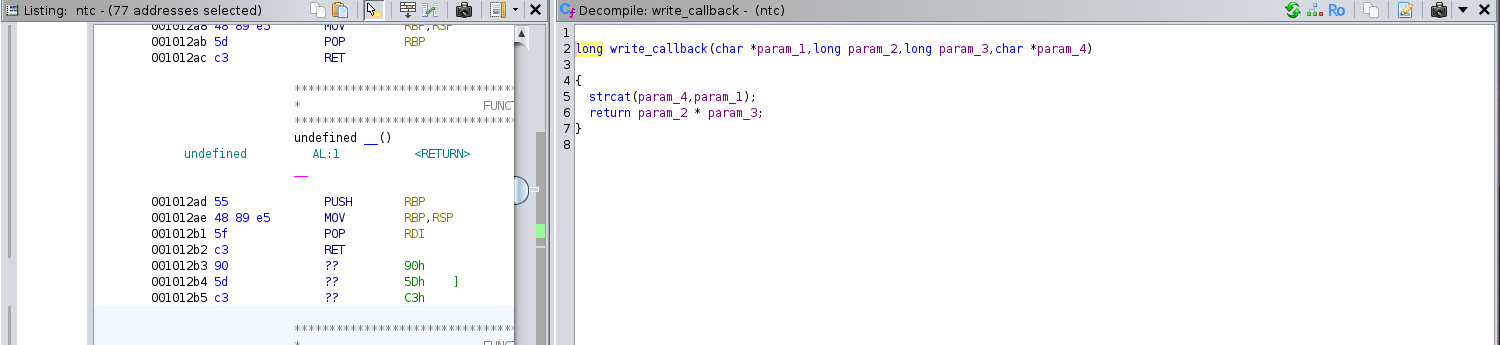 Listing: ntc - (77 addresses selected)
001012a8 48 89 e5 MOV RBP,RSP
001012ab 5d POP RBP
001012ac c3 RET
*********************************
* FUNCT
*********************************
undefined __()
undefined AL:1 <RETURN>
__
001012ad 55 PUSH RBP
001012ae 48 89 e5 MOV RBP,RSP
001012b1 5f POP RDI
001012b2 c3 RET
001012b3 90 ?? 90h
001012b4 5d ?? 5Dh ]
001012b5 c3 ?? C3h
*********************************
* FUNCT
Decompile: write_callback - (ntc)
Ro
1
2 long write_callback(char *param_1,long param_2,long param_3,char *param_4)
3
4 {
5 strcat(param_4,param_1);
6 return param_2 * param_3;
7 }
8